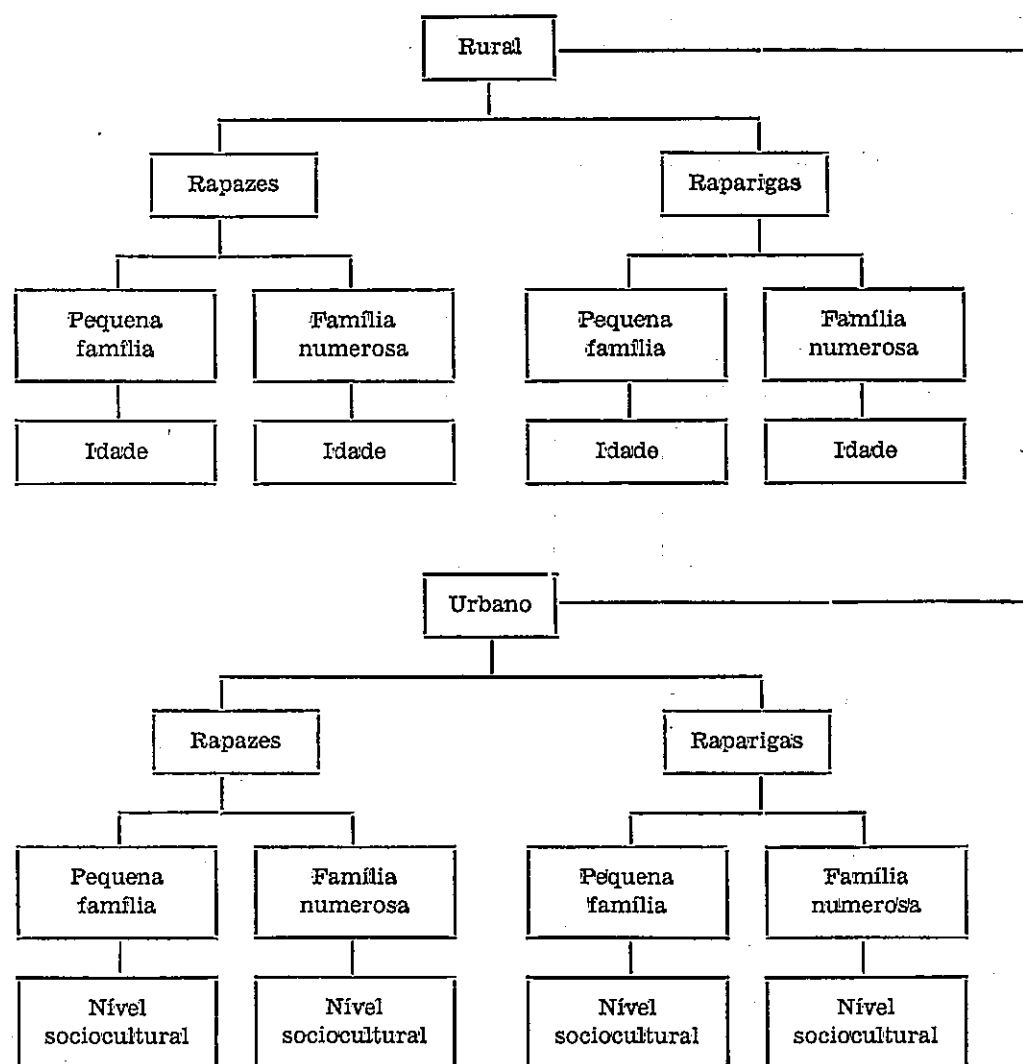 Rural
Rapazes
Raparigas
Pequena
família
Família
numerosa
Pequena
família
Família
numerosa
Idade
Idade
Idade
Idade
Urbano
Rapazes
Raparigas
Pequena
família
Família
numerosa
Pequena
família
Família
numerosa
Nível
sociocultural
Nível
sociocultural
Nível
sociocultural
Nível
sociocultural